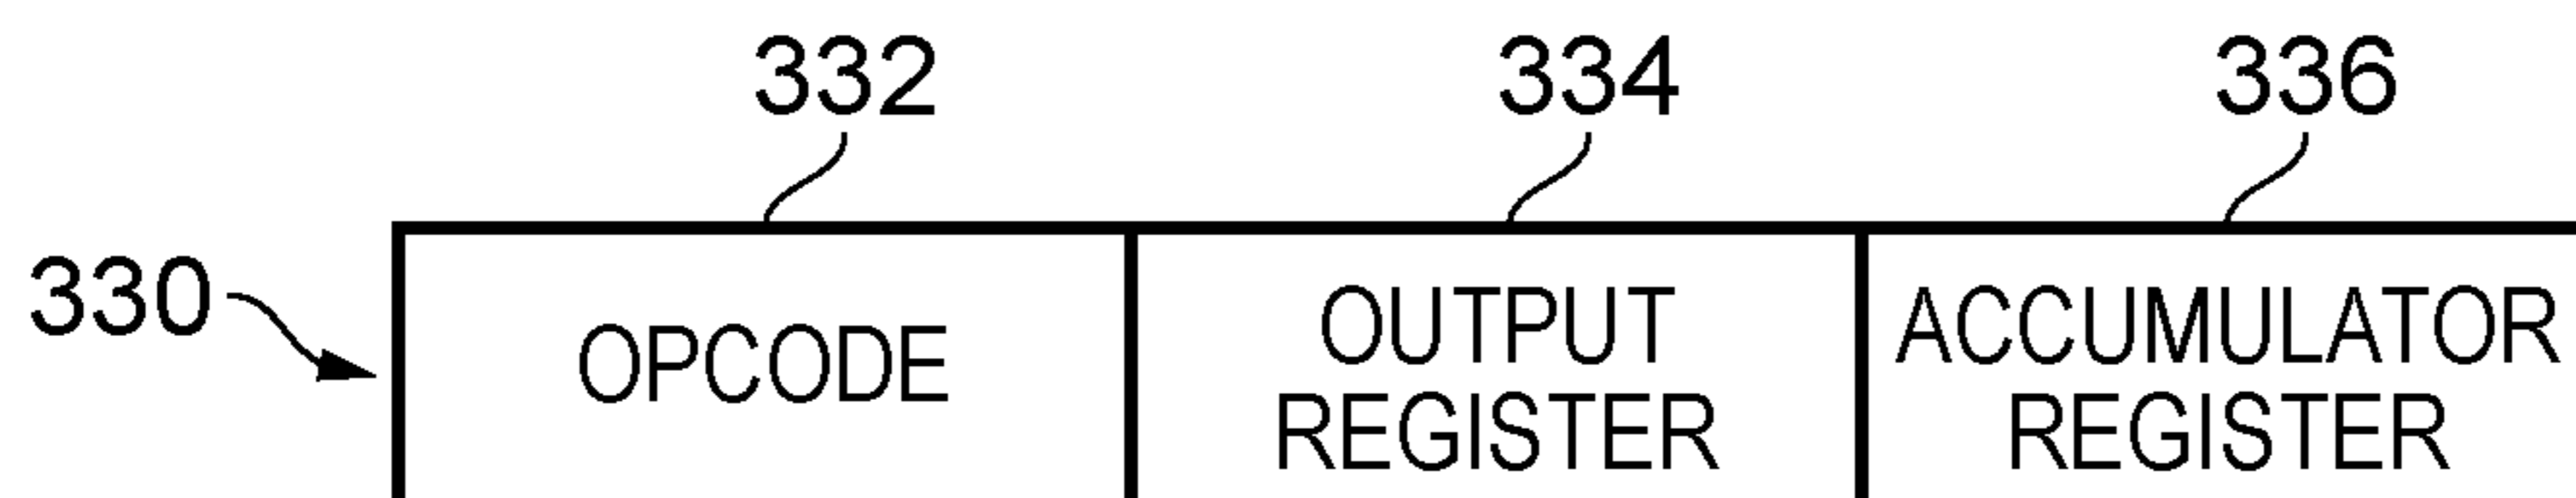 332 334 336
330
OPCODE
OUTPUT
REGISTER
ACCUMULATOR
REGISTER